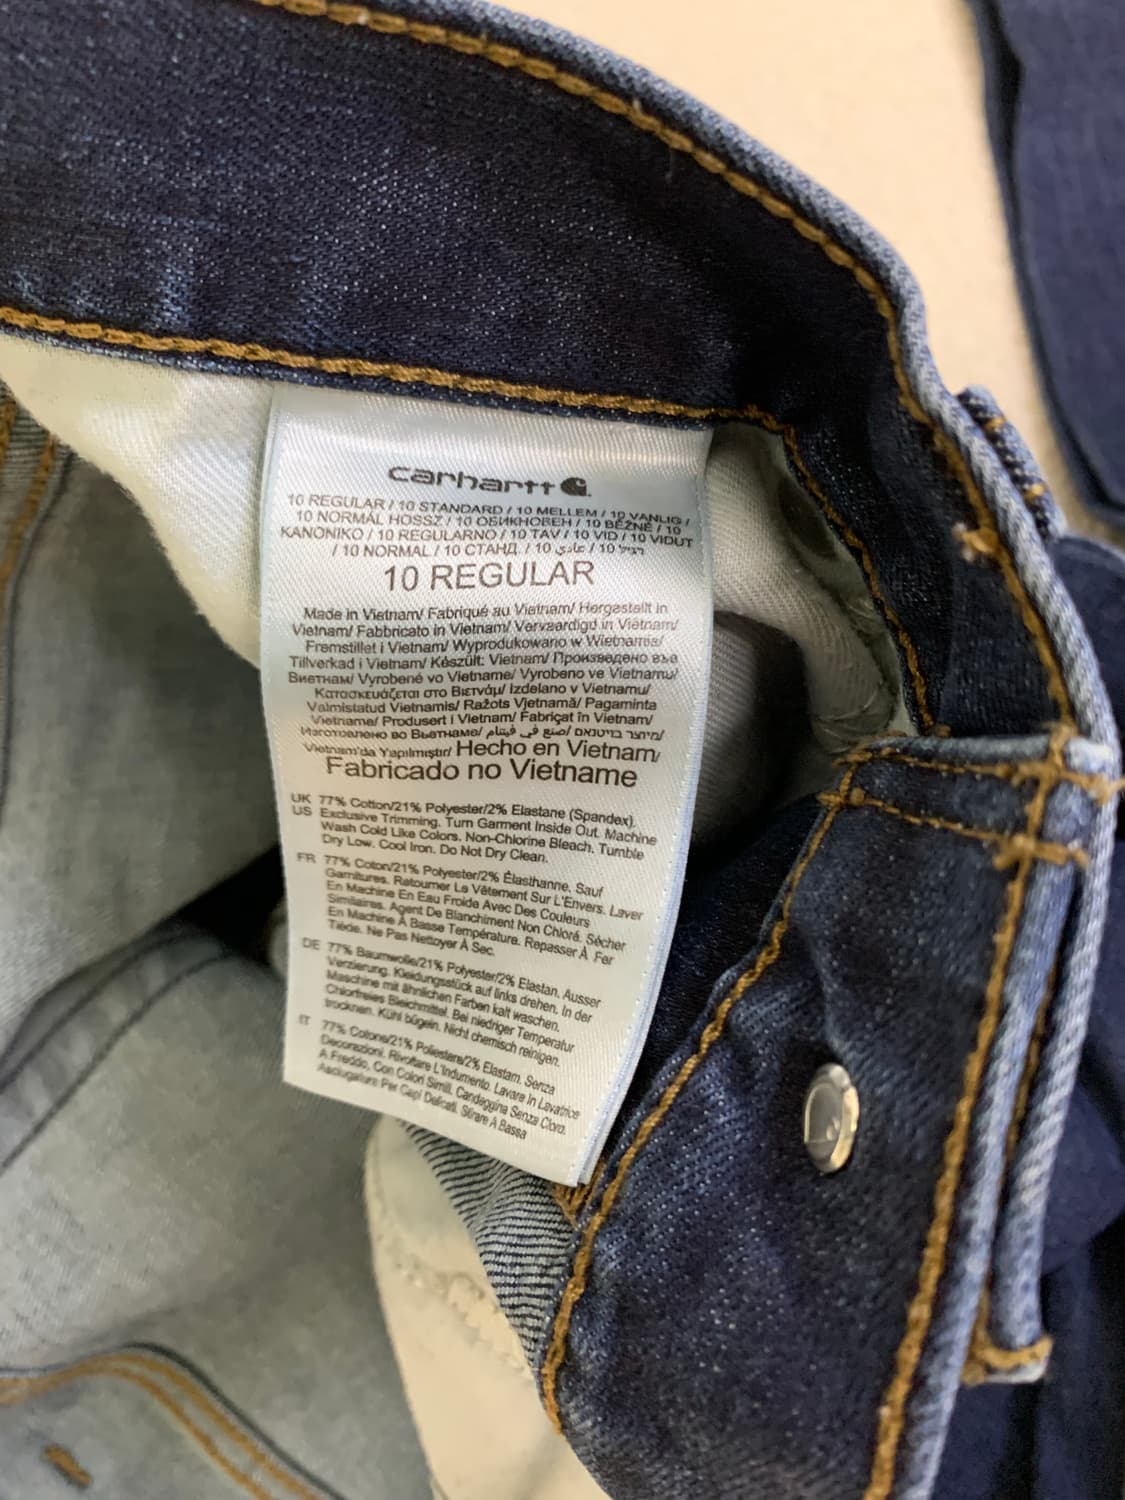 carhartt
10 REGULAR / 10 STANDARD / 10 MELLEM / 10 VANLIG /
10 NORMÁL HOSSZ / 10 ОБИКНОВЕН / 10 BĚŽNÉ / 10
KANONIKO / 10 REGULARNO / 10 TAV / 10 VID / 10 VIDUT
/ 10 NORMAL / 10 СТАНД. / 10 عادي / 10 רגיל
10 REGULAR
Made in Vietnam/ Fabriqué au Vietnam/ Hergestellt in
Vietnam/ Fabbricato in Vietnam/ Vervaardigd in Vietnam/
Fremstillet i Vietnam/ Wyprodukowano w Wietnamie/
Tillverkad i Vietnam/ Készült: Vietnam/ Произведено във
Виетнам/ Vyrobené vo Vietname/ Vyrobeno ve Vietnamu/
Κατασκευάζεται στο Βιετνάμ/ Izdelano v Vietnamu/
Valmistatud Vietnamis/ Ražots Vjetnamā/ Pagaminta
Vietname/ Produsert i Vietnam/ Fabricat în Vietnam/
Изготовлено во Вьетнаме/ صنع في فيتنام/ מיוצר בוייטנאם/
Vietnam'da Yapılmıştır/ Hecho en Vietnam/
Fabricado no Vietname
UK 77% Cotton/21% Polyester/2% Elastane (Spandex),
US Exclusive Trimming. Turn Garment Inside Out. Machine
Wash Cold Like Colors. Non-Chlorine Bleach. Tumble
Dry Low. Cool Iron. Do Not Dry Clean.
FR 77% Coton/21% Polyester/2% Élasthanne, Sauf
Garnitures. Retourner Le Vêtement Sur L'Envers. Laver
En Machine En Eau Froide Avec Des Couleurs
Similaires. Agent De Blanchiment Non Chloré. Sécher
En Machine À Basse Température. Repasser À Fer
Tiède. Ne Pas Nettoyer À Sec.
DE 77% Baumwolle/21% Polyester/2% Elastan. Ausser
Verzierung. Kleidungsstück auf links drehen. In der
Maschine mit ähnlichen Farben kalt waschen.
Chlorfreies Bleichmittel. Bei niedriger Temperatur
trocknen. Kühl bügeln. Nicht chemisch reinigen.
IT 77% Cotone/21% Poliestere/2% Elastam. Senza
Decorazioni. Rivoltare L'Indumento. Lavare In Lavatrice
A Freddo, Con Colori Simili. Candeggina Senza Cloro.
Asciugature Per Capi Delicati. Stirare A Bassa